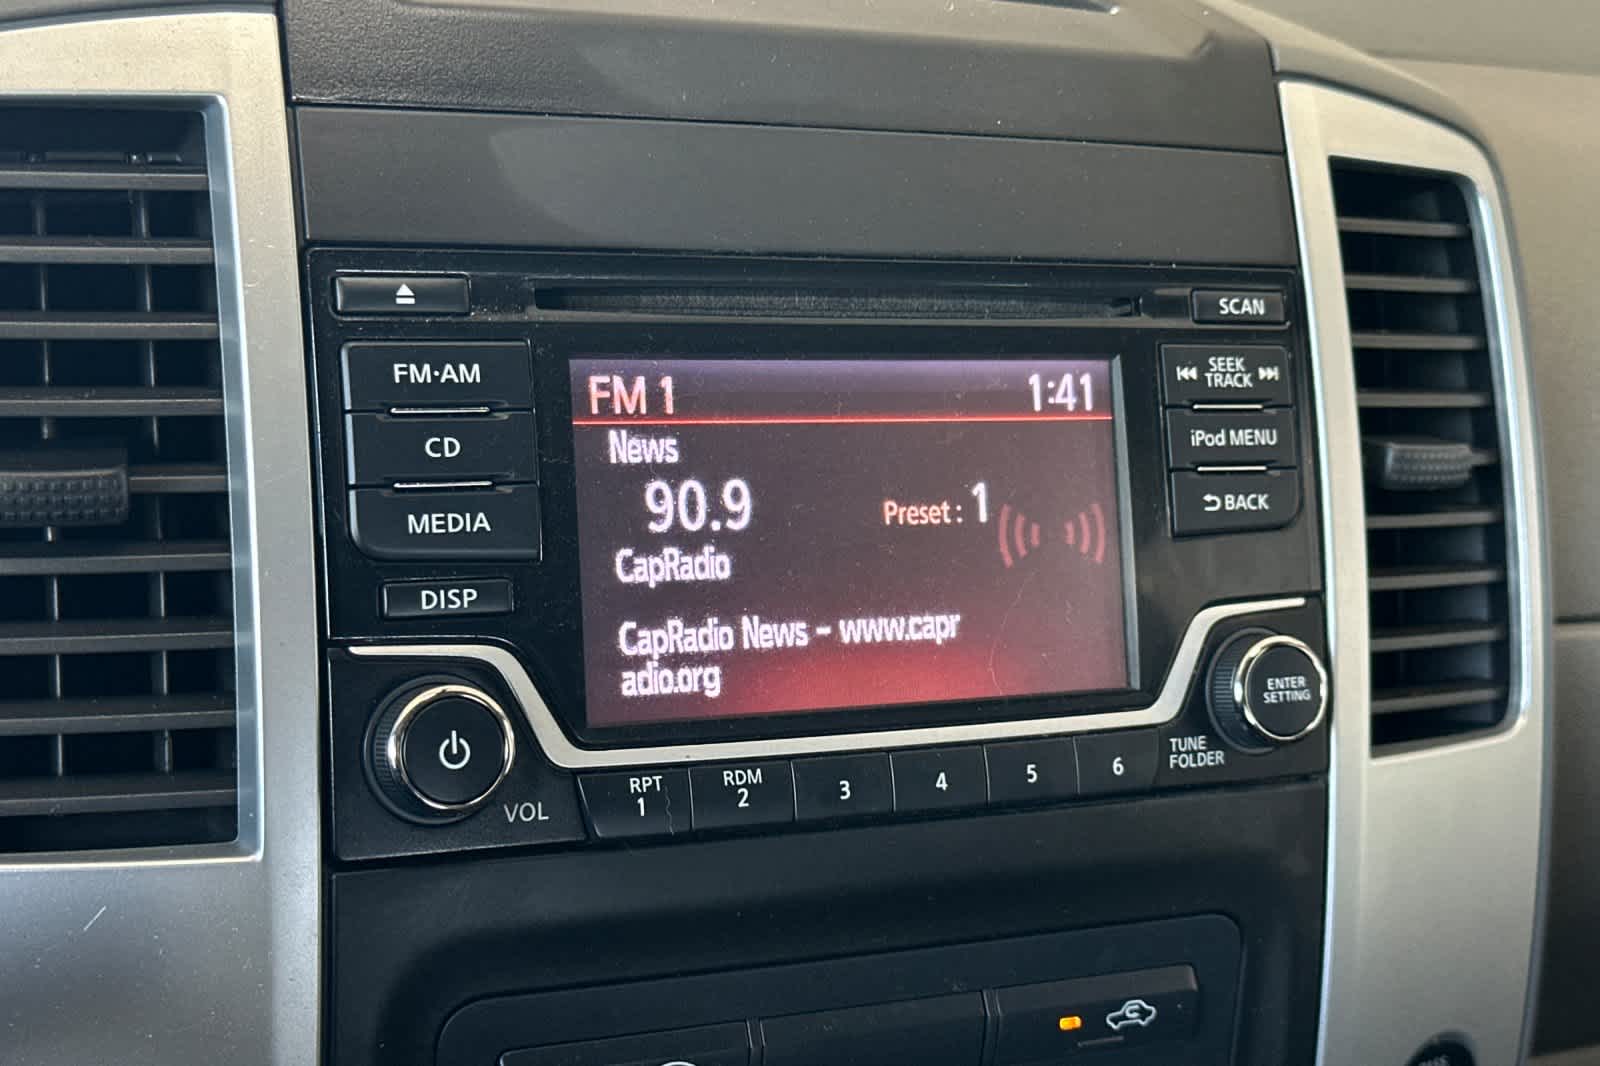 SCAN
FM·AM
CD
MEDIA
DISP
FM 1 1:41
News
90.9 Preset : 1
CapRadio
CapRadio News - www.capr
adio.org
SEEK
TRACK
iPod MENU
BACK
ENTER
SETTING
TUNE
FOLDER
VOL
RPT RDM
1 2 3 4 5 6